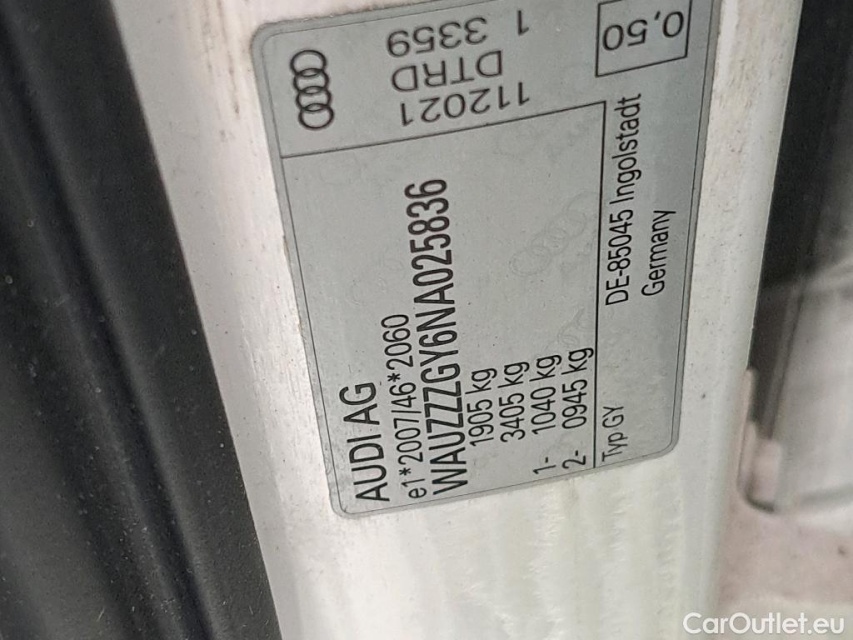 AUDI AG
e1*2007/46*2060
WAUZZZGY6NA025836
1905 kg
3405 kg
1- 1040 kg
2- 0945 kg
Typ GY
DE-85045 Ingolstadt
Germany
112021
DTRD
1 3359
0,50
CarOutlet.eu